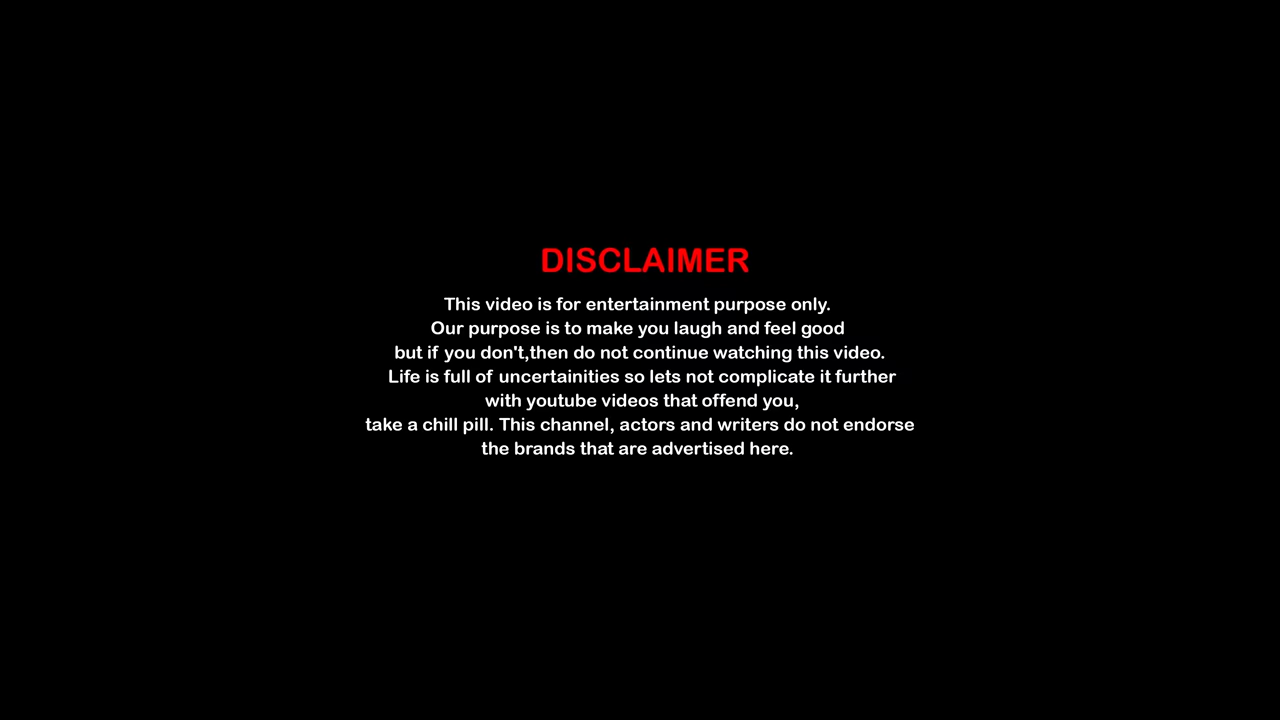 DISCLAIMER
This video is for entertainment purpose only.
Our purpose is to make you laugh and feel good
but if you don't,then do not continue watching this video.
Life is full of uncertainities so lets not complicate it further
with youtube videos that offend you,
take a chill pill. This channel, actors and writers do not endorse
the brands that are advertised here.